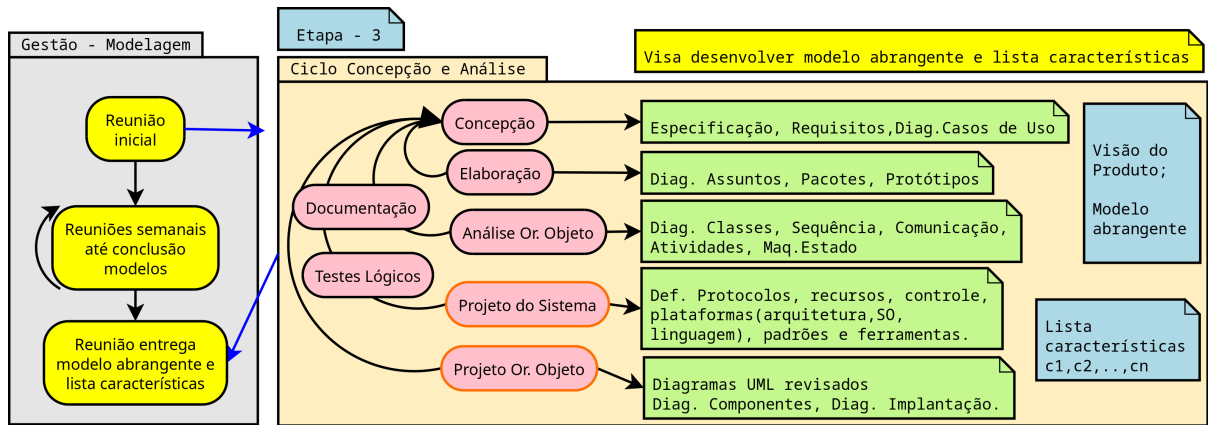 Gestão - Modelagem
Reunião
inicial
Reuniões semanais
até conclusão
modelos
Reunião entrega
modelo abrangente e
lista características
Etapa - 3
Visa desenvolver modelo abrangente e lista características
Ciclo Concepção e Análise
Concepção
Especificação, Requisitos,Diag.Casos de Uso
Elaboração
Diag. Assuntos, Pacotes, Protótipos
Documentação
Análise Or. Objeto
Diag. Classes, Sequência, Comunicação,
Atividades, Maq.Estado
Testes Lógicos
Projeto do Sistema
Def. Protocolos, recursos, controle,
plataformas(arquitetura,SO,
linguagem), padrões e ferramentas.
Projeto Or. Objeto
Diagramas UML revisados
Diag. Componentes, Diag. Implantação.
Visão do
Produto;
Modelo
abrangente
Lista
características
c1,c2,..,cn